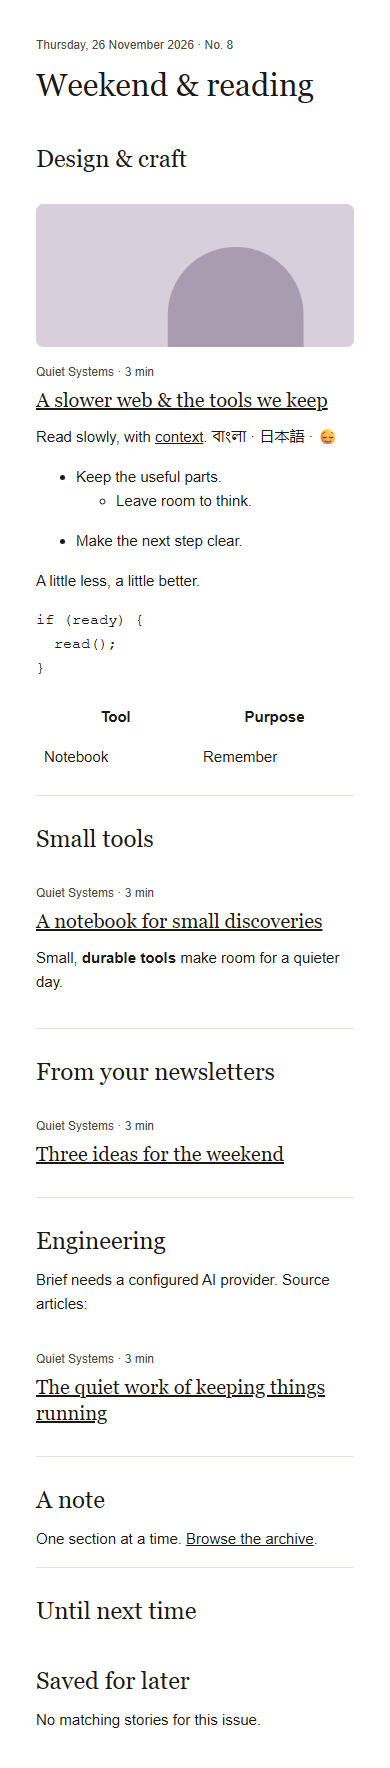 Thursday, 26 November 2026 · No. 8
Weekend & reading
Design & craft
Quiet Systems · 3 min
A slower web & the tools we keep
Read slowly, with context. বাংলা · 日本語 · 😌
Keep the useful parts.
Leave room to think.
Make the next step clear.
A little less, a little better.
if (ready) {
  read();
}
Tool Purpose
Notebook Remember
Small tools
Quiet Systems · 3 min
A notebook for small discoveries
Small, durable tools make room for a quieter
day.
From your newsletters
Quiet Systems · 3 min
Three ideas for the weekend
Engineering
Brief needs a configured AI provider. Source
articles:
Quiet Systems · 3 min
The quiet work of keeping things
running
A note
One section at a time. Browse the archive.
Until next time
Saved for later
No matching stories for this issue.